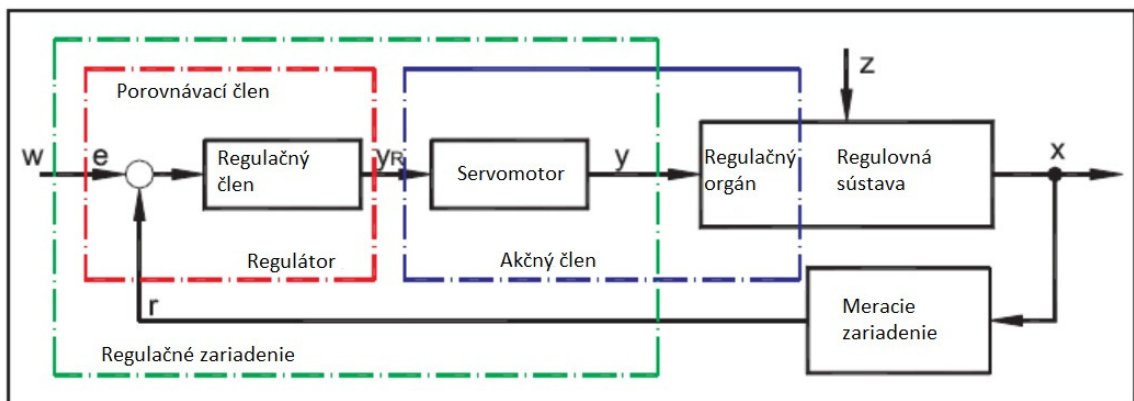 Porovnávací člen
z
w
e
Regulačný
člen
yR
Servomotor
y
Regulačný
orgán
Regulovná
sústava
x
Regulátor
Akčný člen
r
Meracie
zariadenie
Regulačné zariadenie